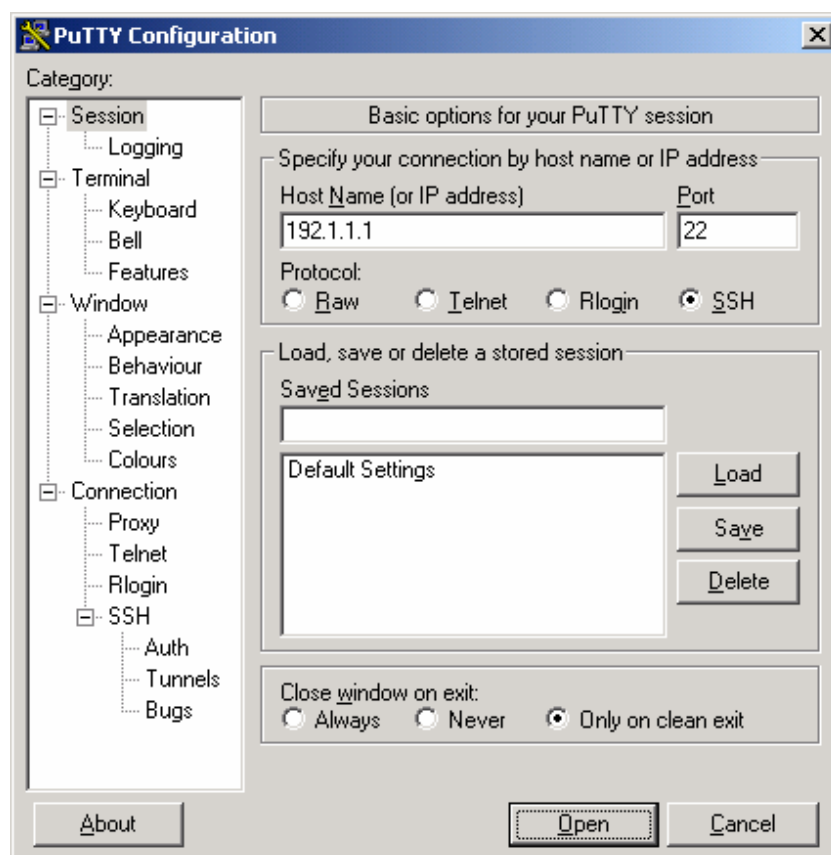 PuTTY Configuration
Category:
Session
Logging
Terminal
Keyboard
Bell
Features
Window
Appearance
Behaviour
Translation
Selection
Colours
Connection
Proxy
Telnet
Rlogin
SSH
Auth
Tunnels
Bugs
Basic options for your PuTTY session
Specify your connection by host name or IP address
Host Name (or IP address) Port
192.1.1.1 22
Protocol:
Raw Telnet Rlogin SSH
Load, save or delete a stored session
Saved Sessions
Default Settings
Load
Save
Delete
Close window on exit:
Always Never Only on clean exit
About Open Cancel